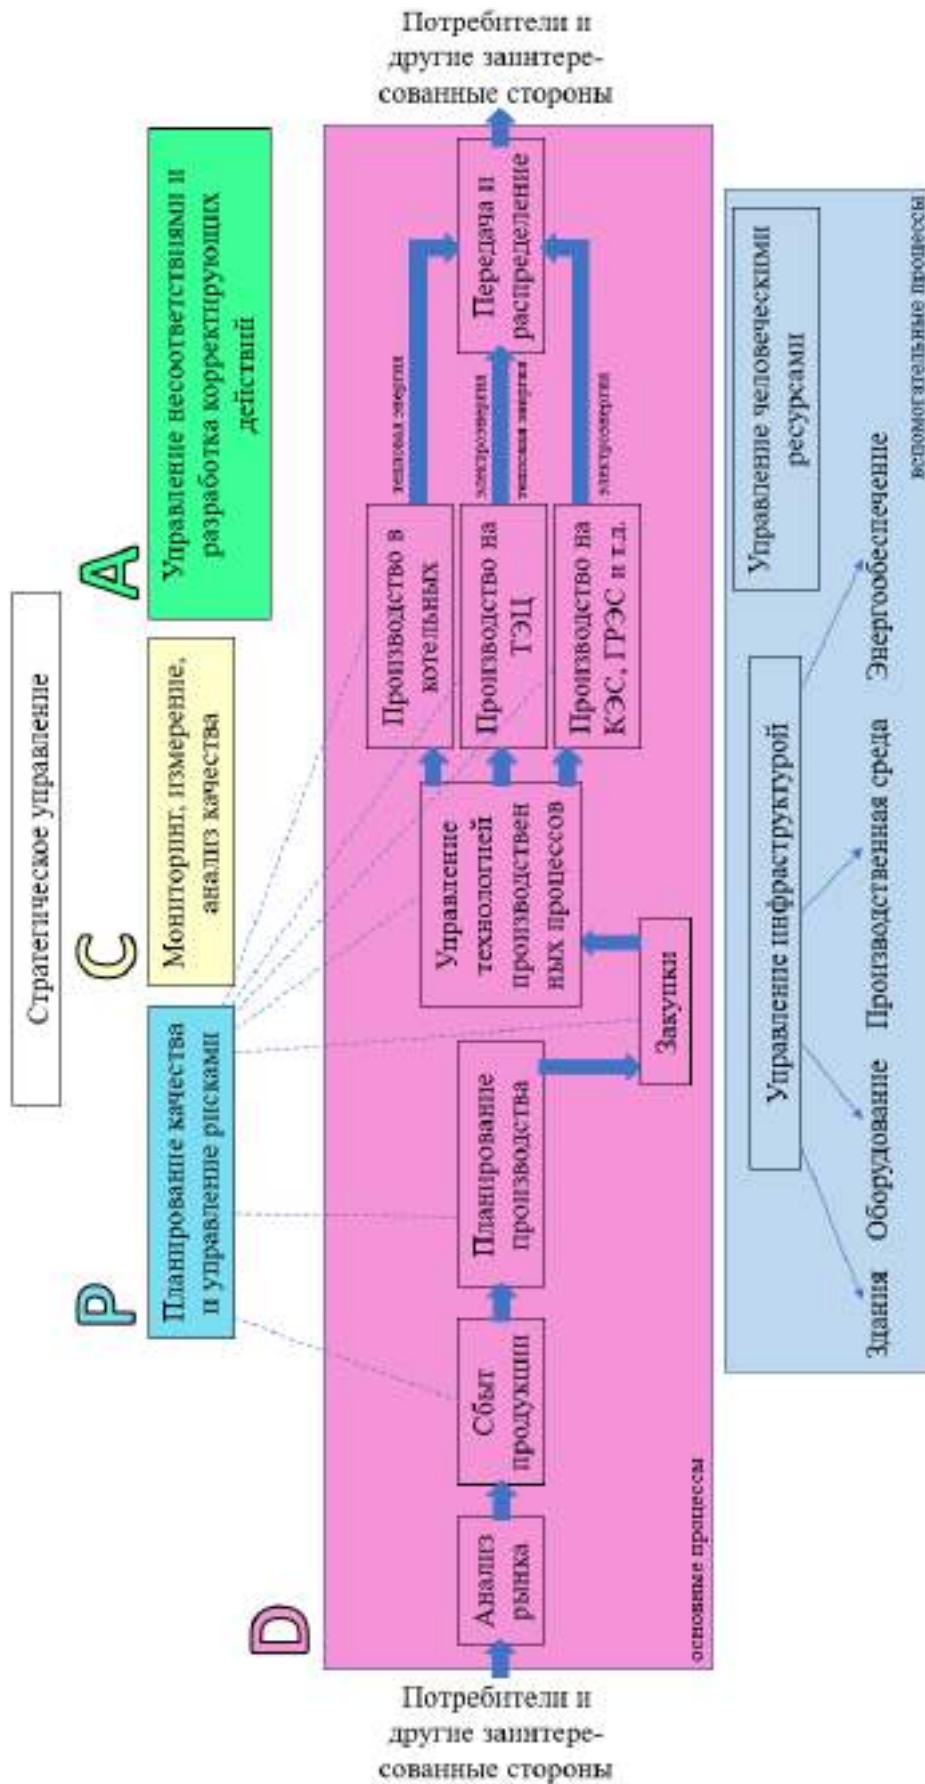 Стратегическое управление
P
Планирование качества
и управление рисками
C
Мониторинг, измерение,
анализ качества
A
Управление несоответствиями и
разработка корректирующих
действий
D
Потребители и
другие заинтере-
сованные стороны
Анализ
рынка
Сбыт
продукции
Планирование
производства
Закупки
Управление
технологией
производствен
ных процессов
Производство в
котельных
Производство на
ТЭЦ
Производство на
КЭС, ГРЭС и т.д.
тепловая энергия
электроэнергия
тепловая энергия
электроэнергия
Передача и
распределение
Потребители и
другие заинтере-
сованные стороны
основные процессы
Управление инфраструктурой
Управление человеческими
ресурсами
Здания
Оборудование
Производственная среда
Энергообеспечение
вспомогательные процессы